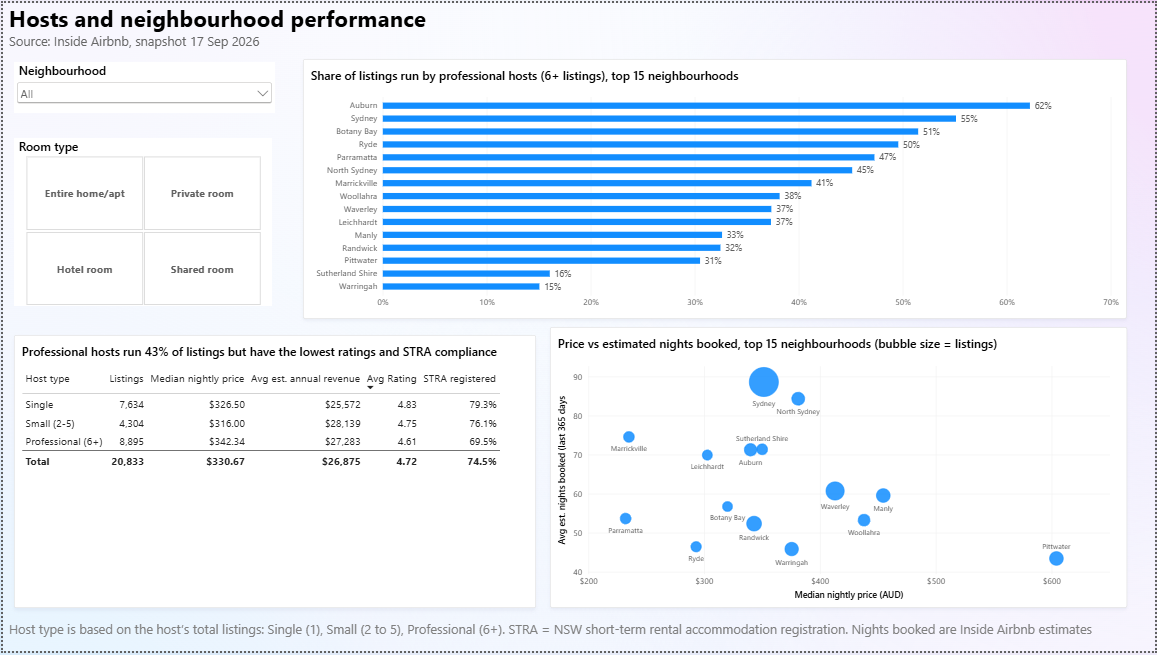 Hosts and neighbourhood performance
Source: Inside Airbnb, snapshot 17 Sep 2026
Neighbourhood
All
Room type
Entire home/apt
Private room
Hotel room
Shared room
Share of listings run by professional hosts (6+ listings), top 15 neighbourhoods
Auburn 62%
Sydney 55%
Botany Bay 51%
Ryde 50%
Parramatta 47%
North Sydney 45%
Marrickville 41%
Woollahra 38%
Waverley 37%
Leichhardt 37%
Manly 33%
Randwick 32%
Pittwater 31%
Sutherland Shire 16%
Warringah 15%
0% 10% 20% 30% 40% 50% 60% 70%
Professional hosts run 43% of listings but have the lowest ratings and STRA compliance
Host type Listings Median nightly price Avg est. annual revenue Avg Rating STRA registered
Single 7,634 $326.50 $25,572 4.83 79.3%
Small (2-5) 4,304 $316.00 $28,139 4.75 76.1%
Professional (6+) 8,895 $342.34 $27,283 4.61 69.5%
Total 20,833 $330.67 $26,875 4.72 74.5%
Price vs estimated nights booked, top 15 neighbourhoods (bubble size = listings)
Avg est. nights booked (last 365 days
90
80
70
60
50
40
Sydney
North Sydney
Marrickville
Sutherland Shire
Auburn
Leichhardt
Waverley
Manly
Botany Bay
Parramatta
Randwick
Woollahra
Ryde
Warringah
Pittwater
$200 $300 $400 $500 $600
Median nightly price (AUD)
Host type is based on the host's total listings: Single (1), Small (2 to 5), Professional (6+). STRA = NSW short-term rental accommodation registration. Nights booked are Inside Airbnb estimates